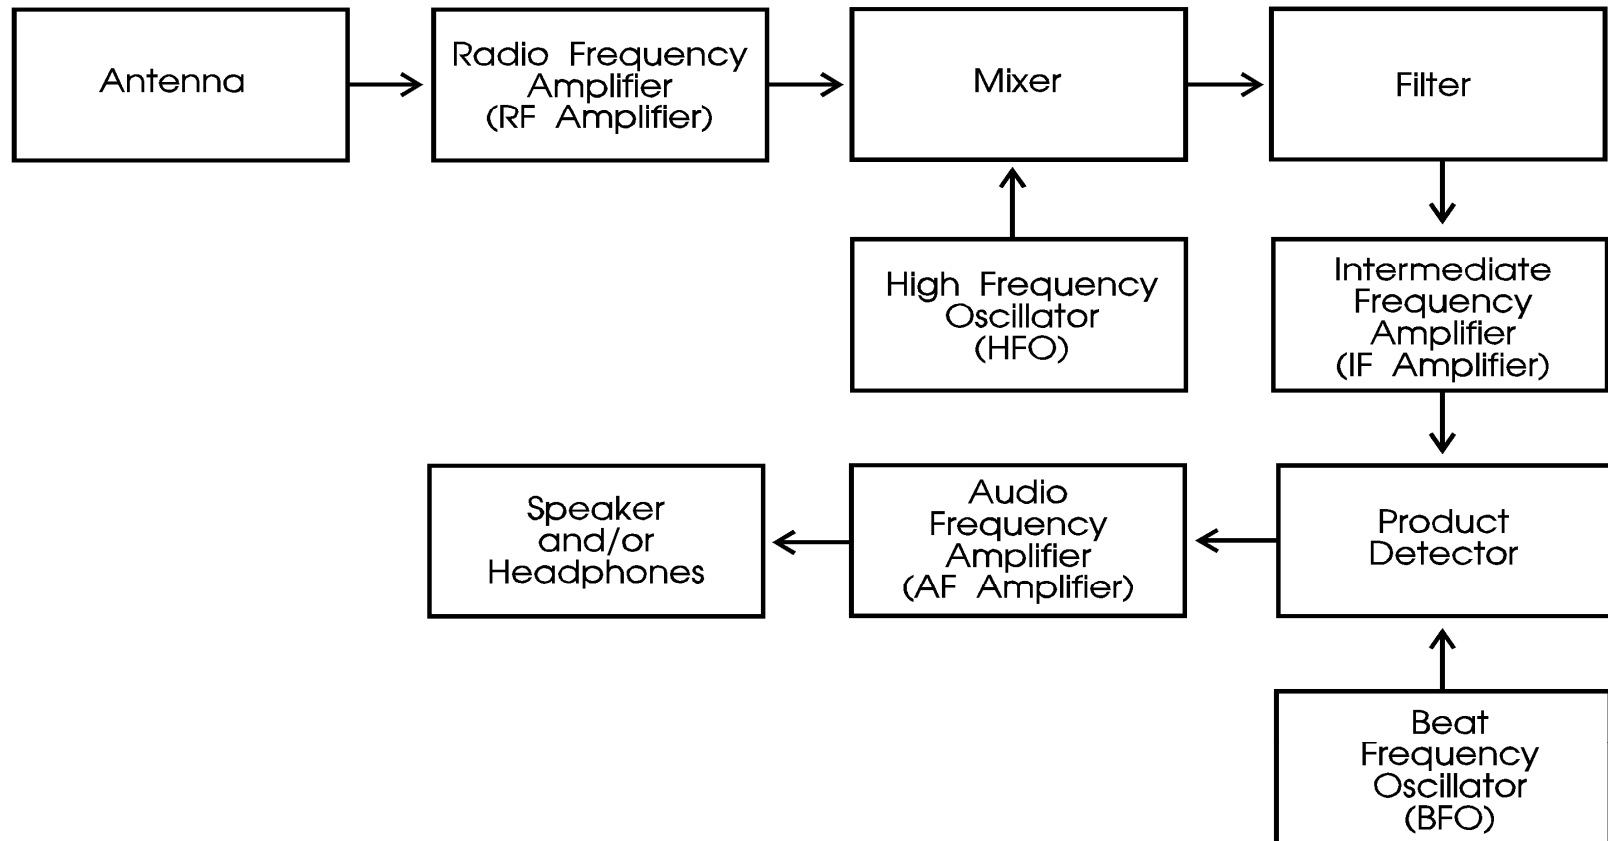 Antenna
Radio Frequency
Amplifier
(RF Amplifier)
Mixer
Filter
High Frequency
Oscillator
(HFO)
Intermediate
Frequency
Amplifier
(IF Amplifier)
Speaker
and/or
Headphones
Audio
Frequency
Amplifier
(AF Amplifier)
Product
Detector
Beat
Frequency
Oscillator
(BFO)